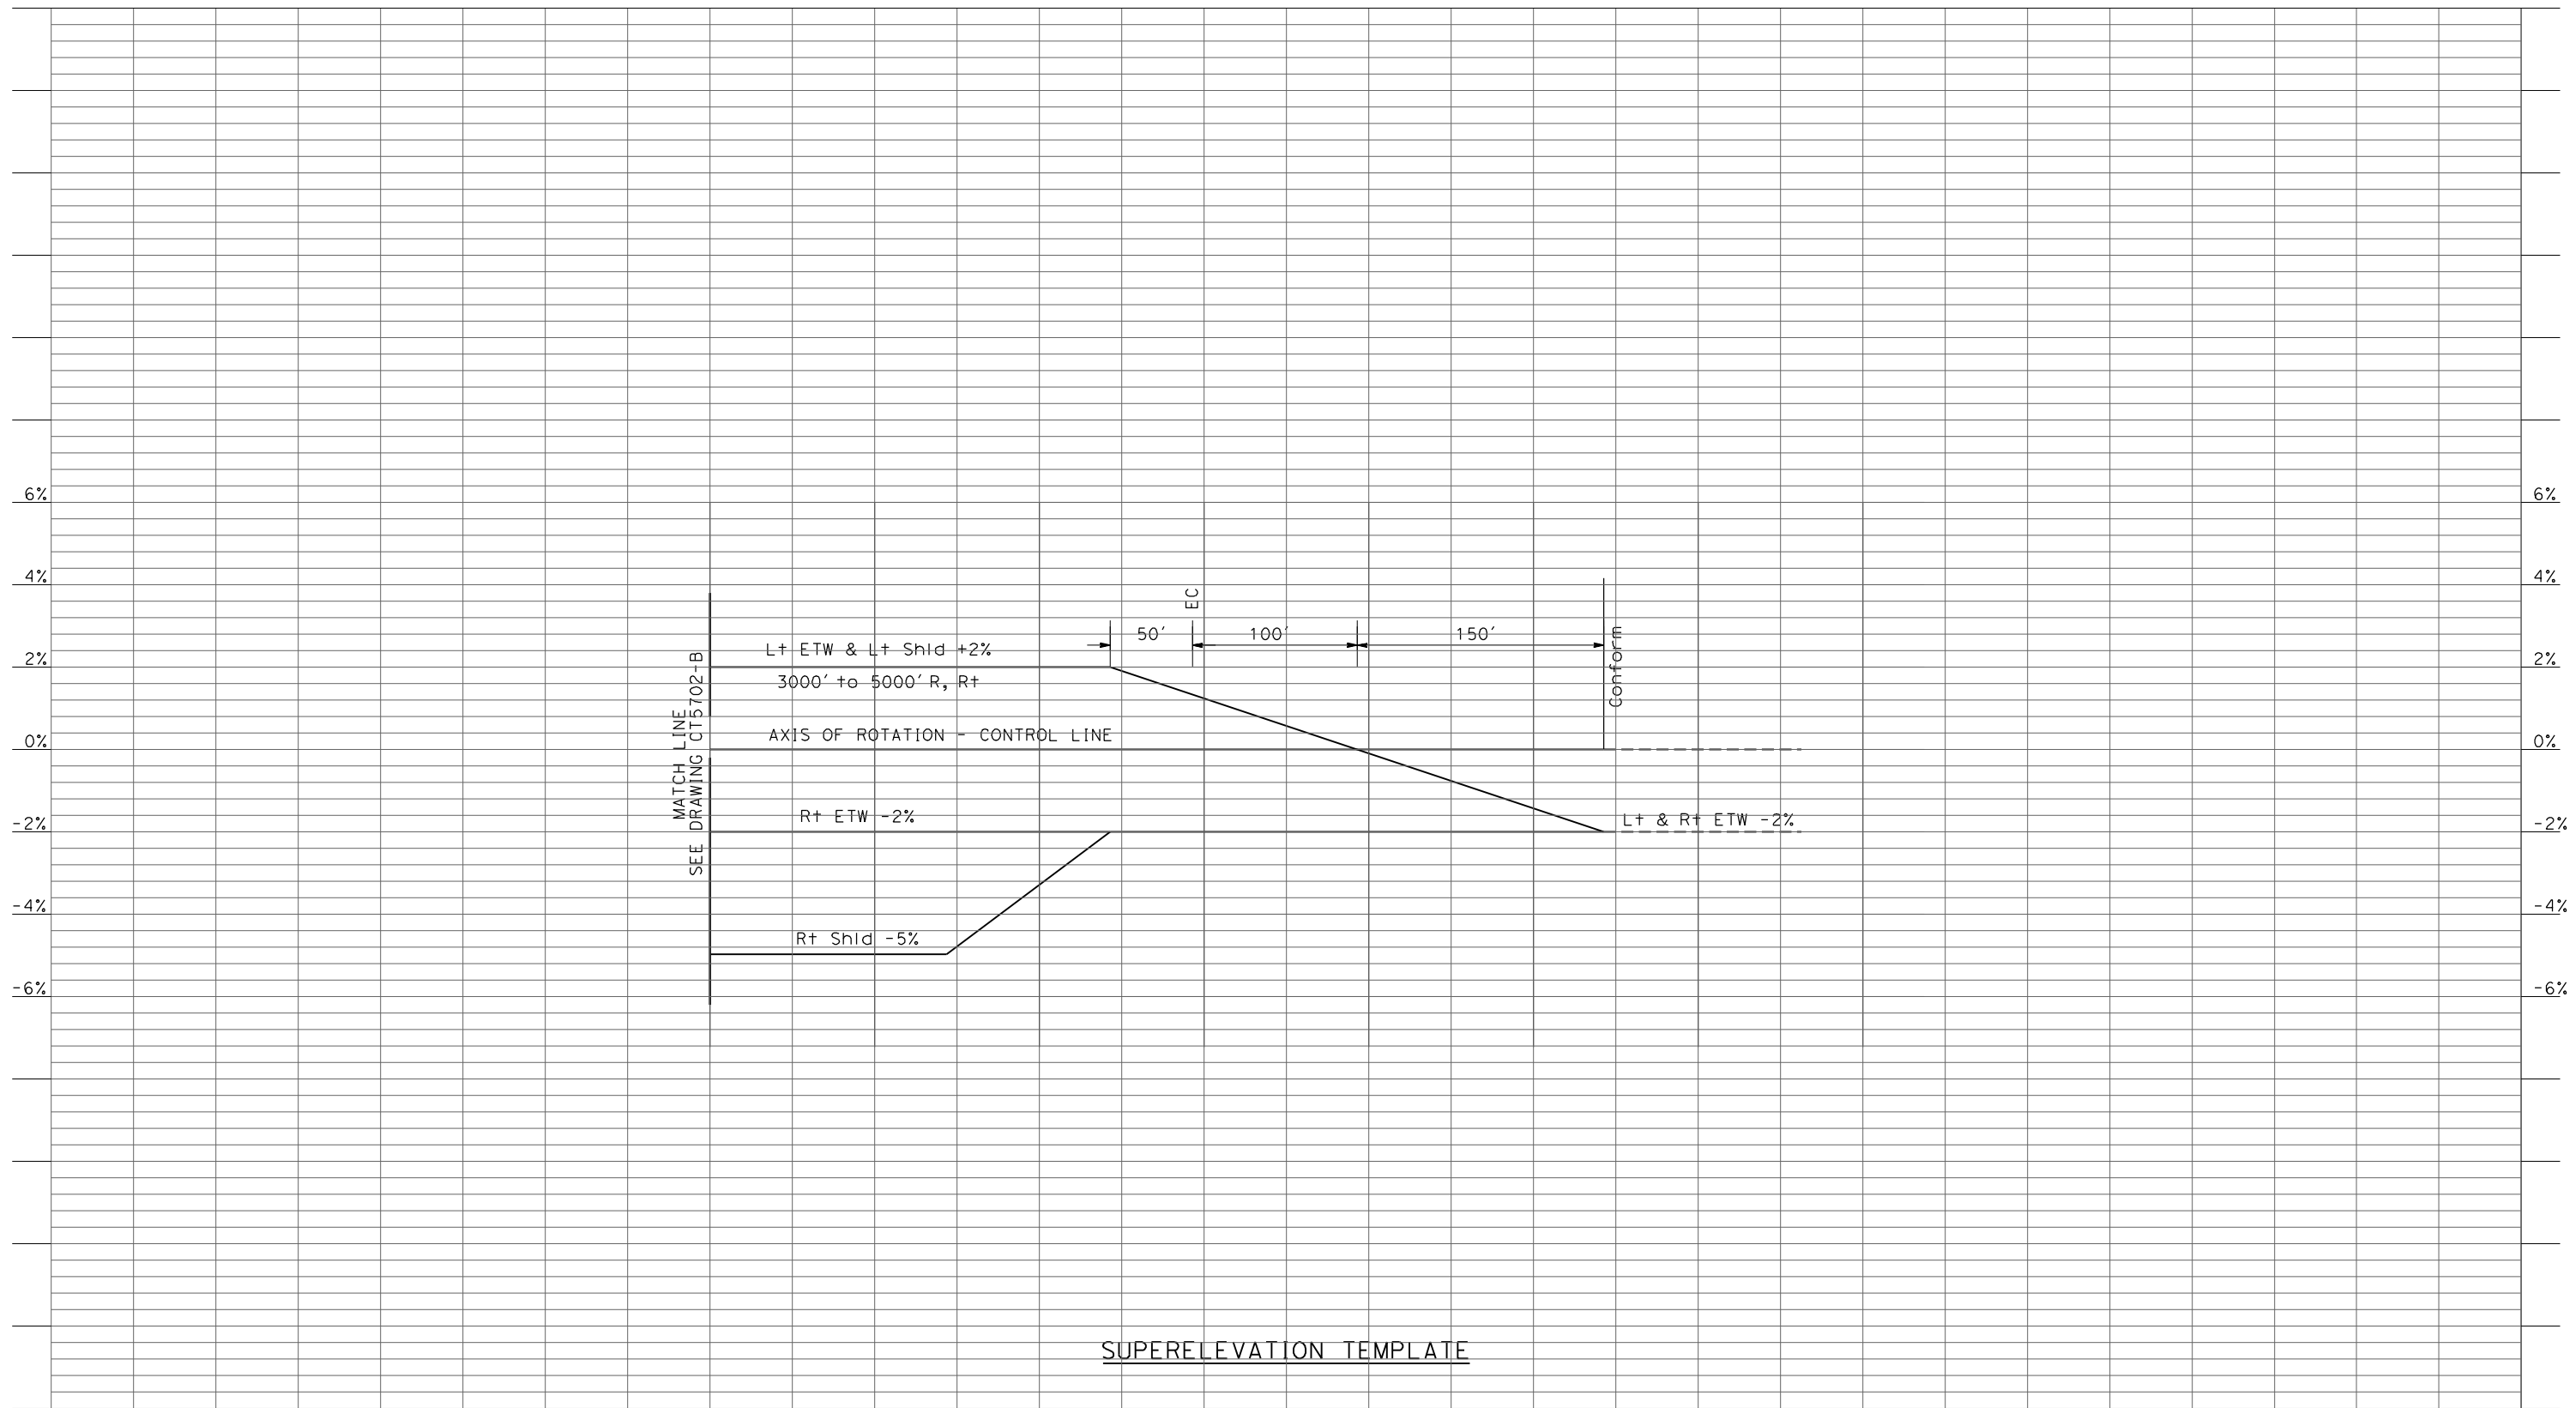 6% 6%
4% 4%
EC
50′ 100′ 150′
Conform
Lt ETW & Lt Shld +2%
2% 2%
3000′ to 5000′ R, Rt
MATCH LINE
SEE DRAWING CT5702-B
AXIS OF ROTATION - CONTROL LINE
0% 0%
Rt ETW -2%
Lt & Rt ETW -2%
-2% -2%
-4% -4%
Rt Shld -5%
-6% -6%
SUPERELEVATION TEMPLATE